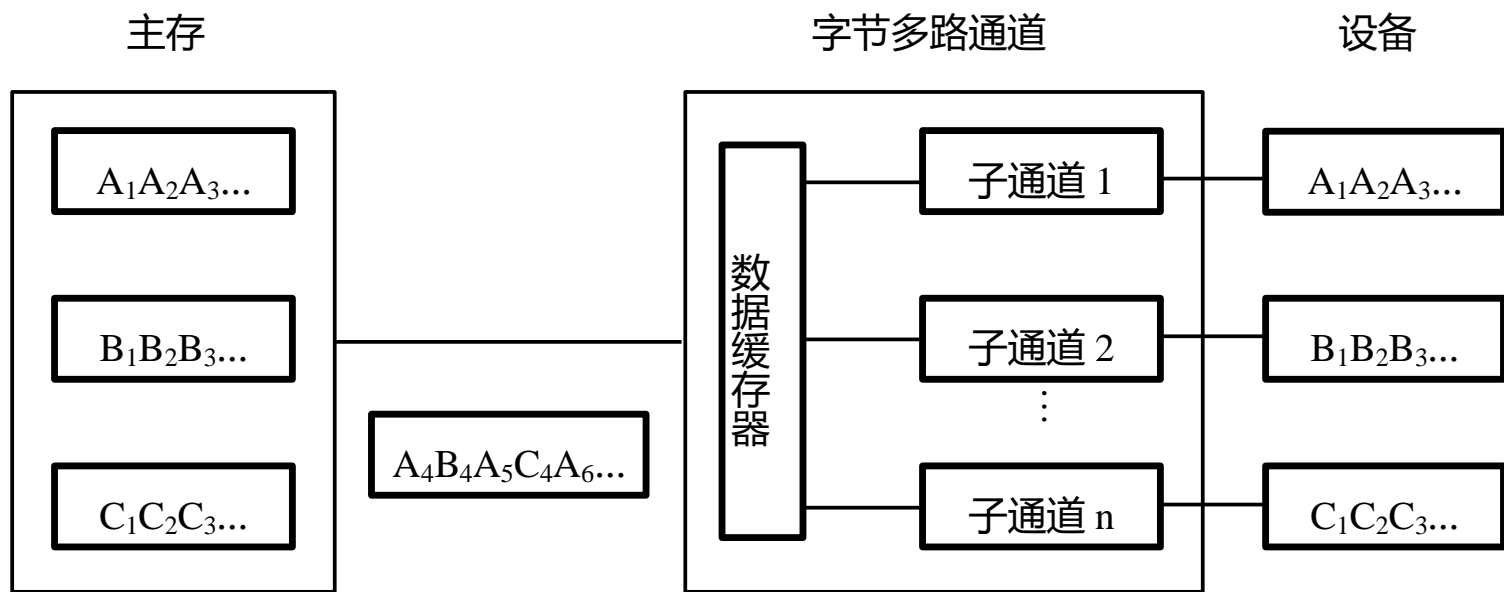 主存
字节多路通道
设备
A₁A₂A₃...
子通道 1
A₁A₂A₃...
数据缓存器
B₁B₂B₃...
子通道 2
B₁B₂B₃...
⋮
A₄B₄A₅C₄A₆...
C₁C₂C₃...
子通道 n
C₁C₂C₃...